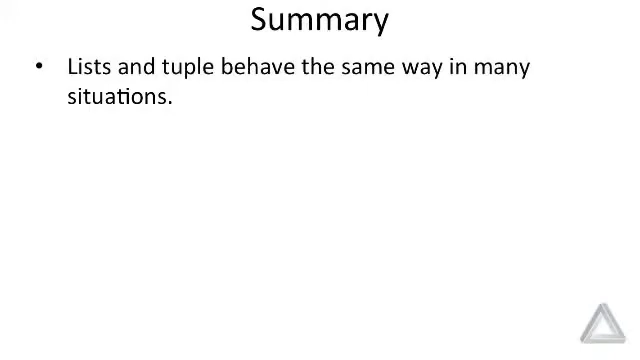 Summary
• Lists and tuple behave the same way in many
situations.